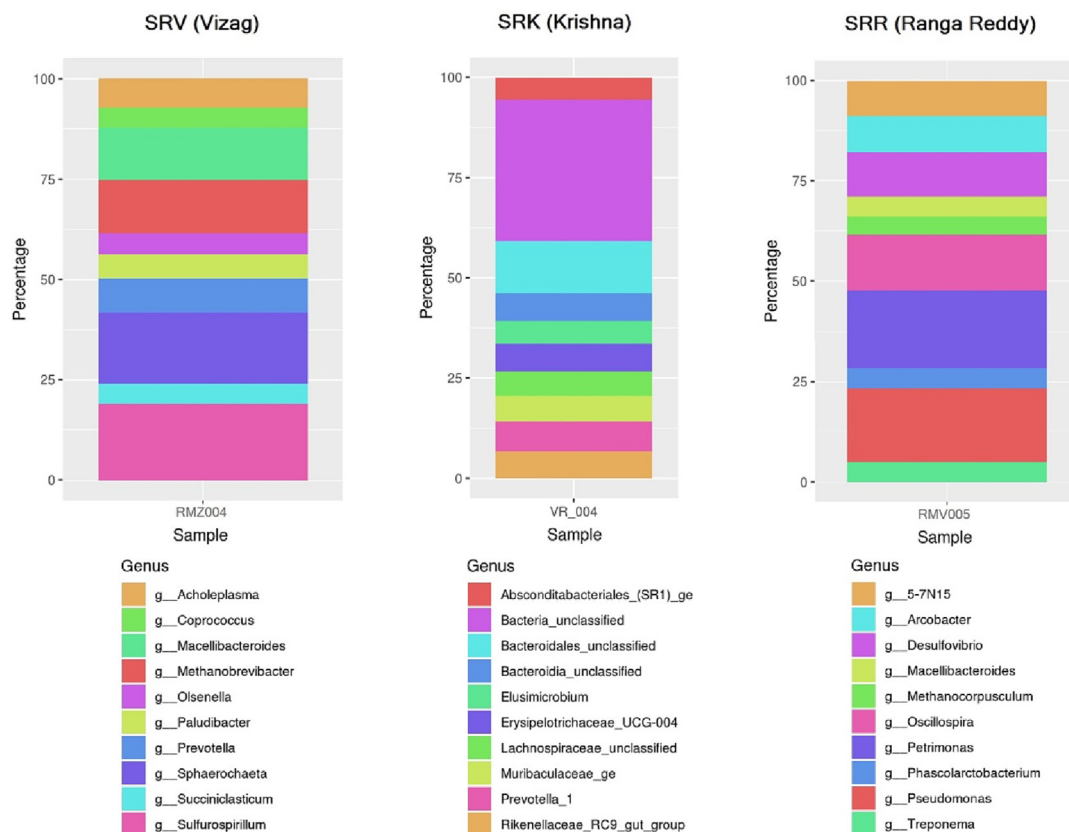 SRV (Vizag)
100
75
50
25
0
Percentage
RMZ004
Sample
Genus
g__Acholeplasma
g__Coprococcus
g__Macellibacteroides
g__Methanobrevibacter
g__Olsenella
g__Paludibacter
g__Prevotella
g__Sphaerochaeta
g__Succiniclasticum
g__Sulfurospirillum
SRK (Krishna)
100
75
50
25
0
Percentage
VR_004
Sample
Genus
Absconditabacteriales_(SR1)_ge
Bacteria_unclassified
Bacteroidales_unclassified
Bacteroidia_unclassified
Elusimicrobium
Erysipelotrichaceae_UCG-004
Lachnospiraceae_unclassified
Muribaculaceae_ge
Prevotella_1
Rikenellaceae_RC9_gut_group
SRR (Ranga Reddy)
100
75
50
25
0
Percentage
RMV005
Sample
Genus
g__5-7N15
g__Arcobacter
g__Desulfovibrio
g__Macellibacteroides
g__Methanocorpusculum
g__Oscillospira
g__Petrimonas
g__Phascolarctobacterium
g__Pseudomonas
g__Treponema